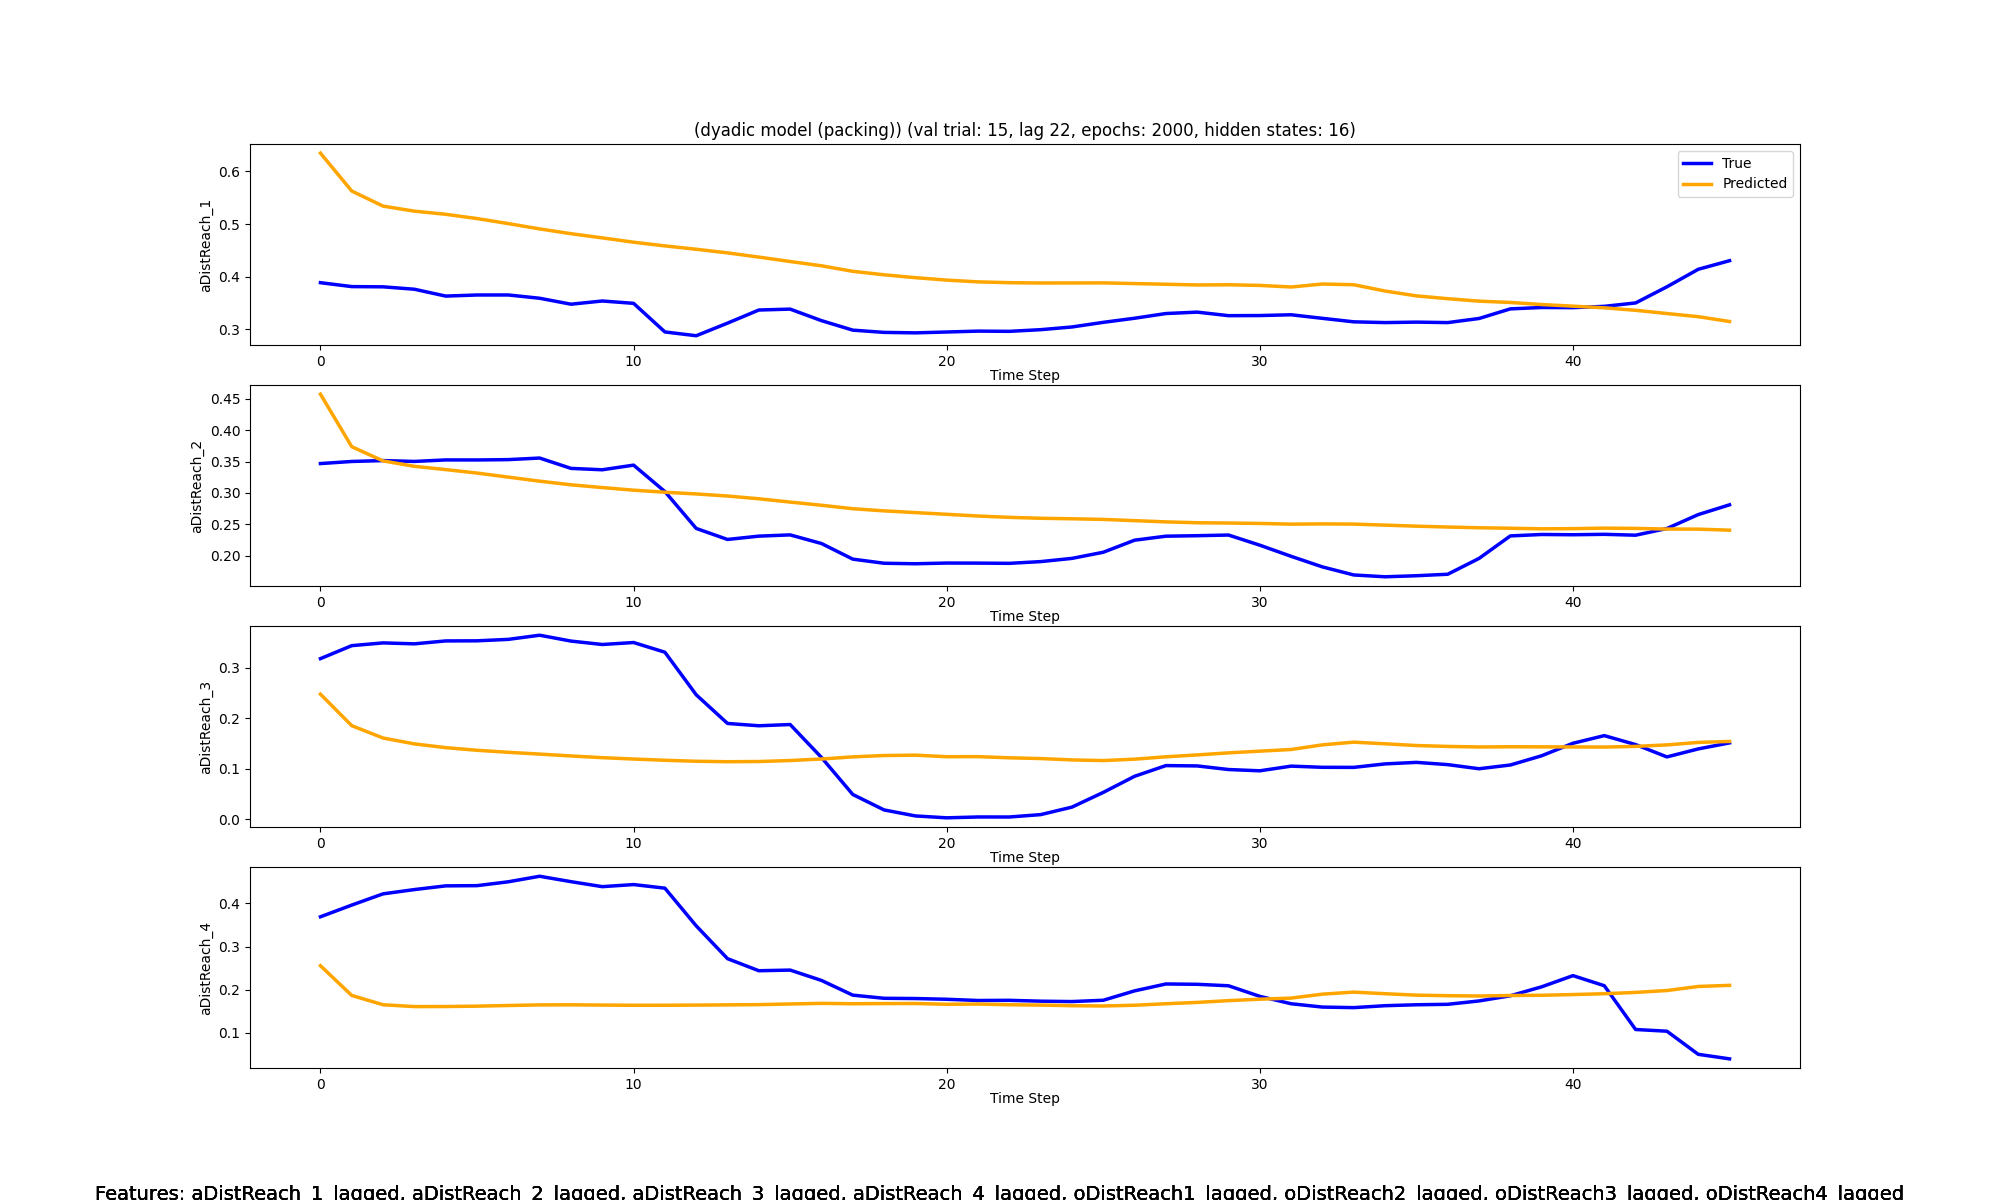 (dyadic model (packing)) (val trial: 15, lag 22, epochs: 2000, hidden states: 16)
True
Predicted
aDistReach_1
0.6
0.5
0.4
0.3
0 10 20 30 40
Time Step
aDistReach_2
0.45
0.40
0.35
0.30
0.25
0.20
0 10 20 30 40
Time Step
aDistReach_3
0.3
0.2
0.1
0.0
0 10 20 30 40
Time Step
aDistReach_4
0.4
0.3
0.2
0.1
0 10 20 30 40
Time Step
Features: aDistReach_1_lagged, aDistReach_2_lagged, aDistReach_3_lagged, aDistReach_4_lagged, oDistReach1_lagged, oDistReach2_lagged, oDistReach3_lagged, oDistReach4_lagged